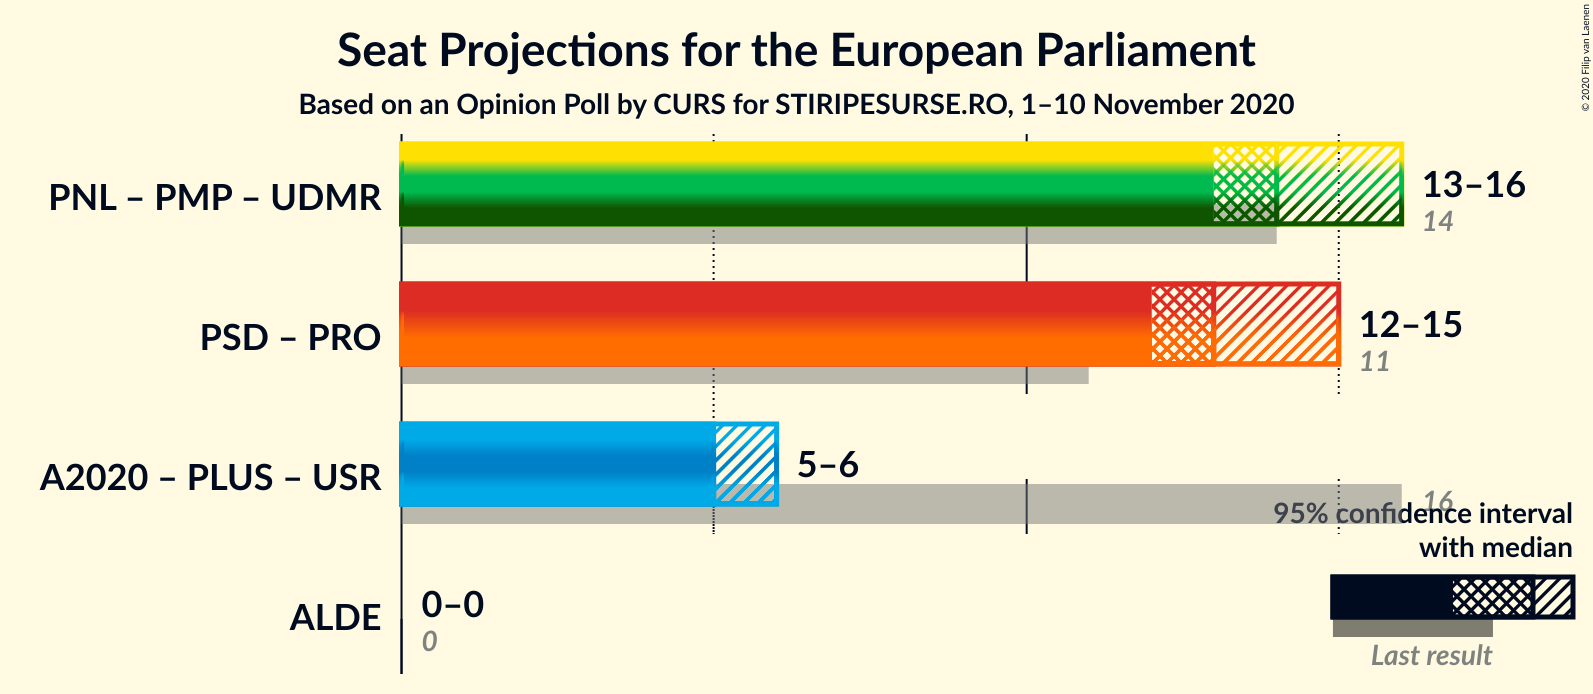 Seat Projections for the European Parliament
Based on an Opinion Poll by CURS for STIRIPESURSE.RO, 1–10 November 2020
© 2020 Filip van Laenen
PNL – PMP – UDMR
13–16
14
PSD – PRO
12–15
11
A2020 – PLUS – USR
5–6
16
95% confidence interval
with median
ALDE
0–0
0
Last result